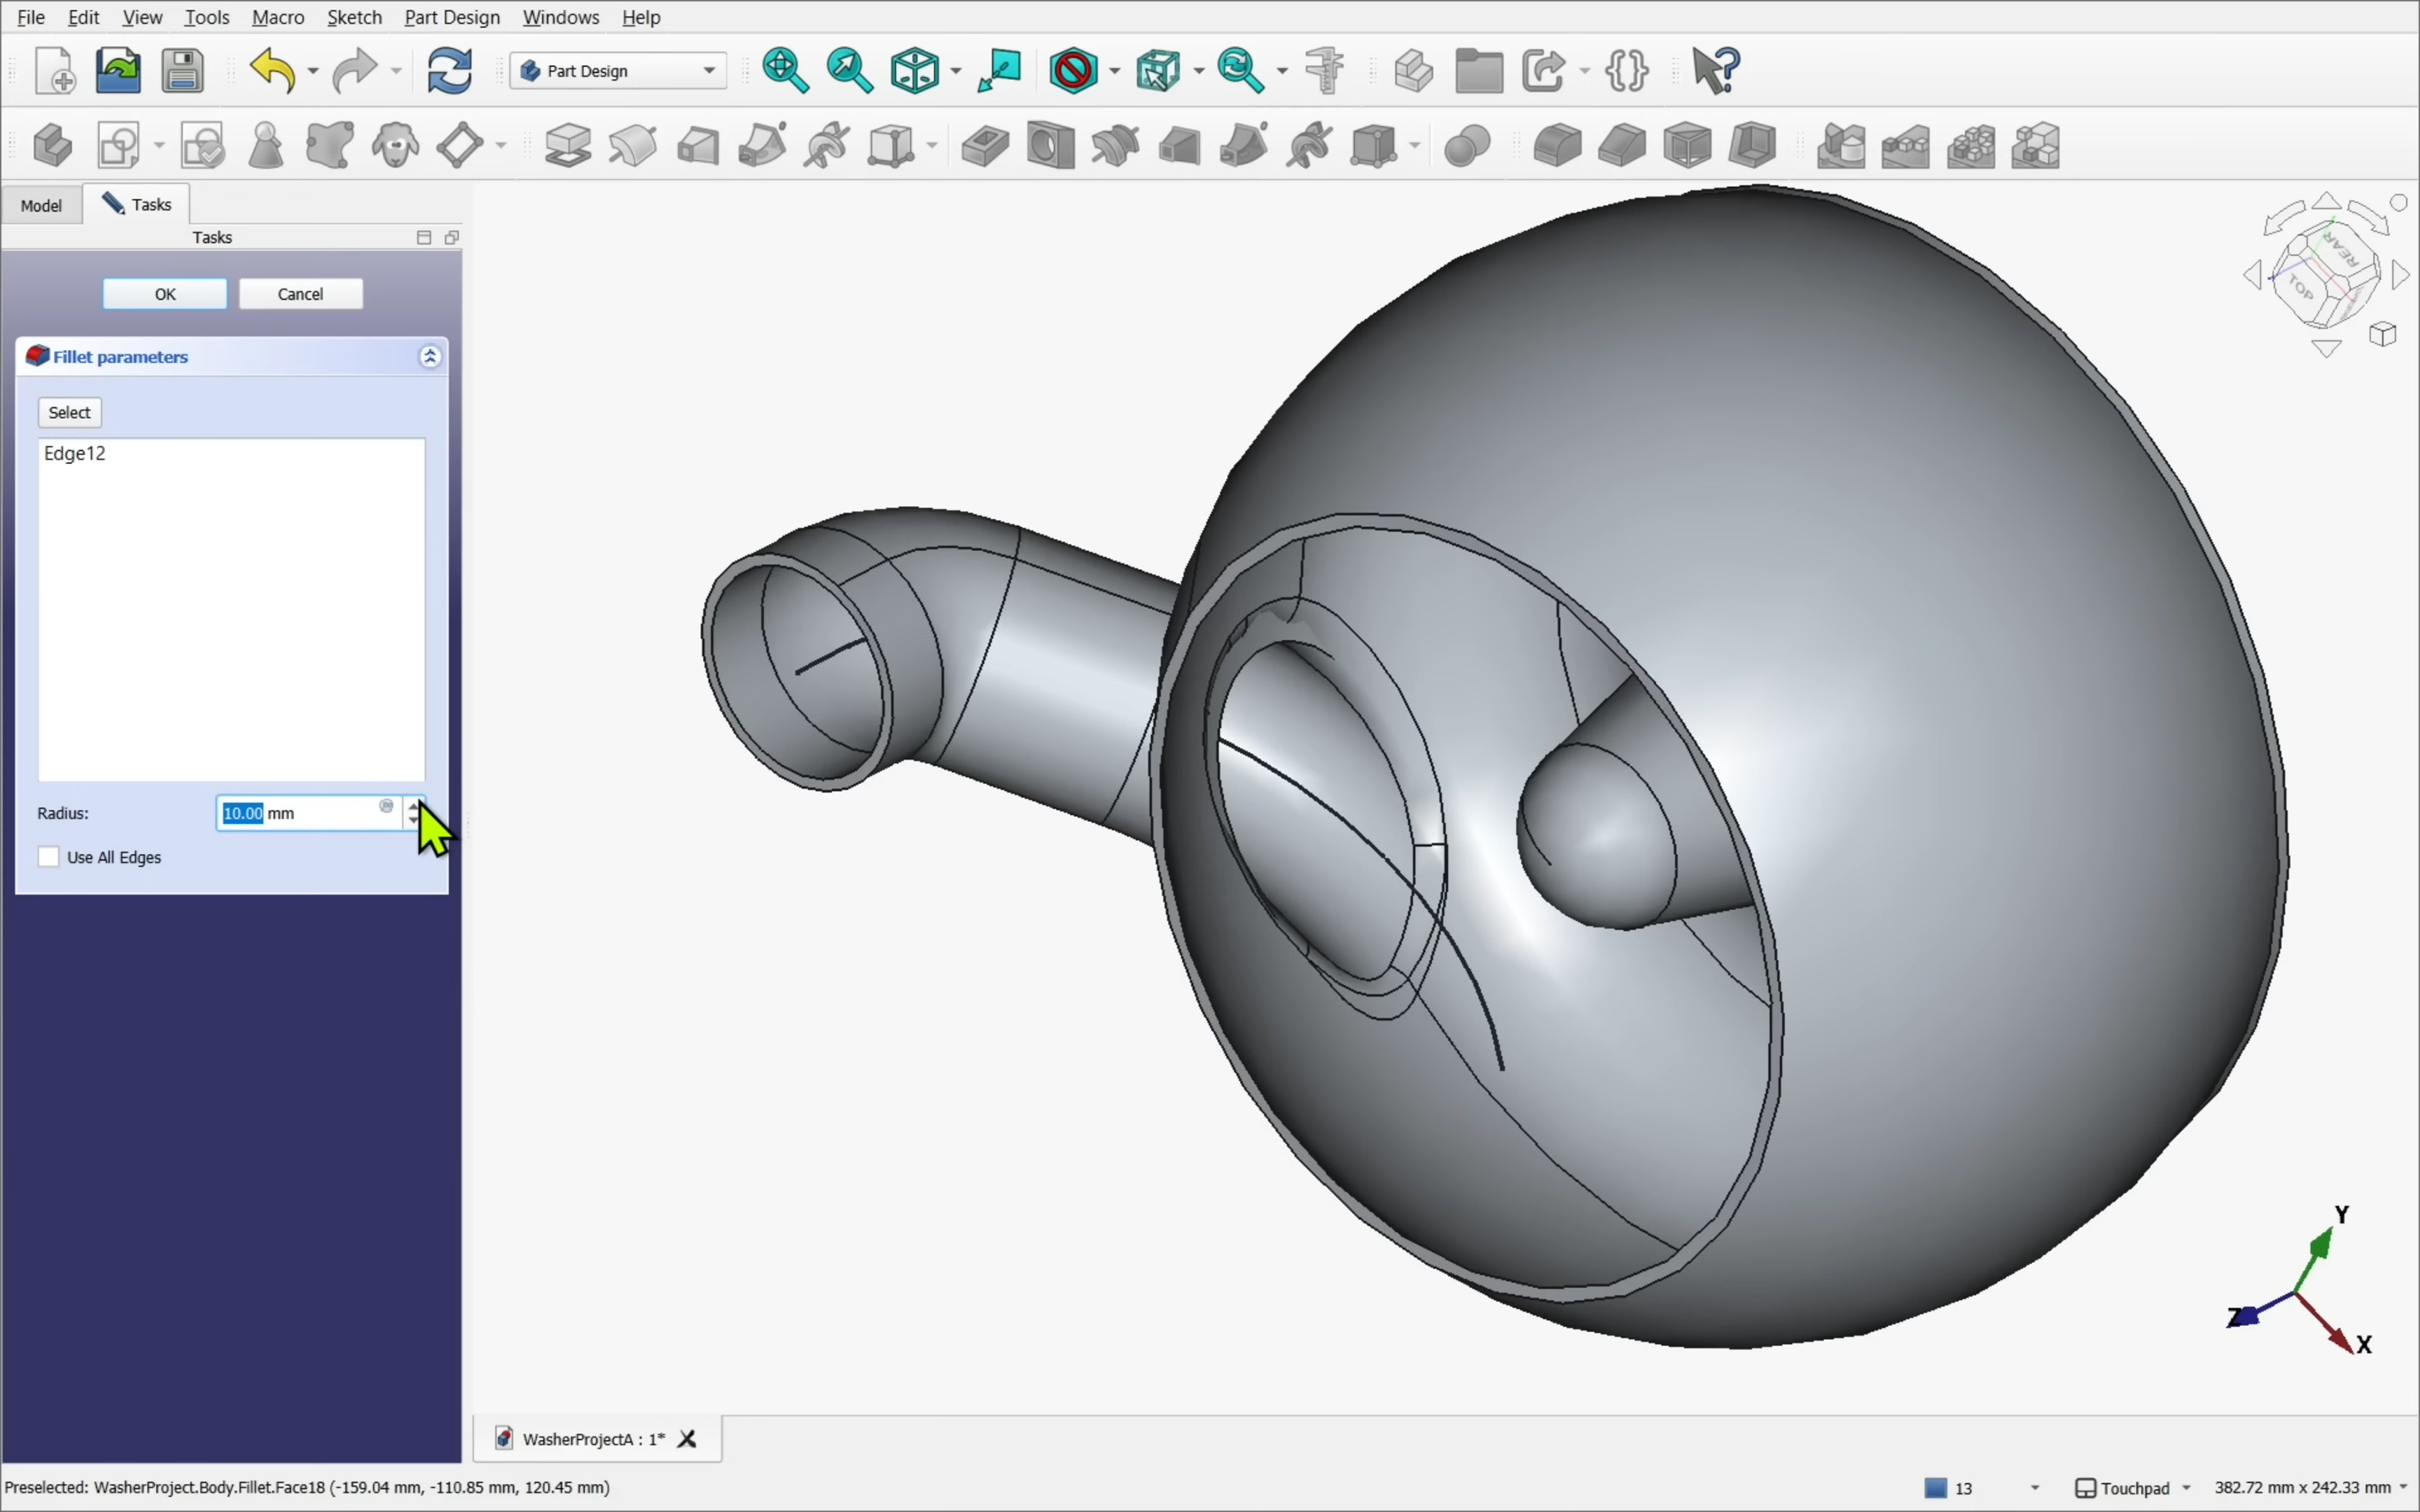 File Edit View Tools Macro Sketch Part Design Windows Help
Part Design
Model Tasks
Tasks
OK Cancel
Fillet parameters
Select
Edge12
Radius: 10.00 mm
Use All Edges
REAR
TOP
Y
Z
X
WasherProjectA : 1*
Preselected: WasherProject.Body.Fillet.Face18 (-159.04 mm, -110.85 mm, 120.45 mm) 13 Touchpad 382.72 mm x 242.33 mm